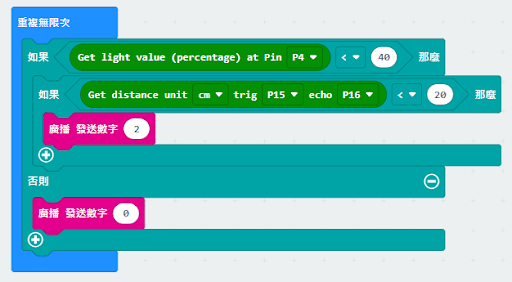 重複無限次
如果 Get light value (percentage) at Pin P4 < 40 那麼
如果 Get distance unit cm trig P15 echo P16 < 20 那麼
廣播 發送數字 2
否則
廣播 發送數字 0